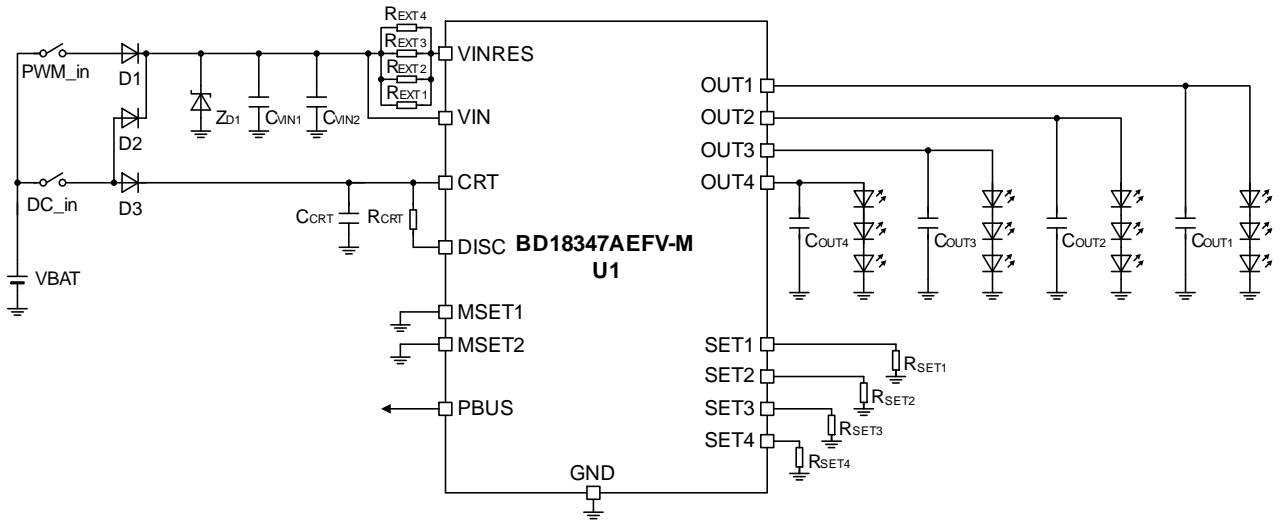 REXT4
REXT3
REXT2
REXT1
PWM_in
D1
D2
DC_in
D3
VBAT
ZD1
CVIN1
CVIN2
CCRT
RCRT
VINRES
VIN
CRT
DISC
MSET1
MSET2
PBUS
BD18347AEFV-M
U1
GND
OUT1
OUT2
OUT3
OUT4
COUT4
COUT3
COUT2
COUT1
SET1
SET2
SET3
SET4
RSET1
RSET2
RSET3
RSET4